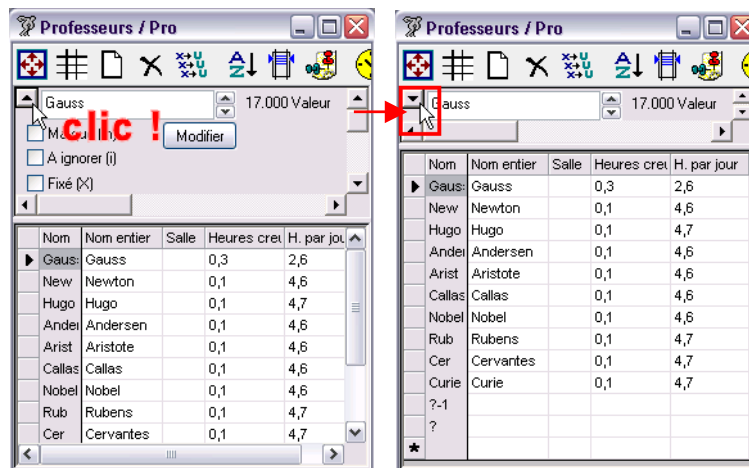 Professeurs / Pro
Gauss
17.000 Valeur
clic !
Modifier
A ignorer (i)
Fixé (X)
Nom Nom entier Salle Heures creu H. par jou
Gaus: Gauss 0,3 2,6
New Newton 0,1 4,6
Hugo Hugo 0,1 4,7
Ander Andersen 0,1 4,6
Arist Aristote 0,1 4,6
Callas Callas 0,1 4,6
Nobel Nobel 0,1 4,6
Rub Rubens 0,1 4,7
Cer Cervantes 0,1 4,7
Professeurs / Pro
Gauss
17.000 Valeur
Nom Nom entier Salle Heures creu H. par jour
Gaus: Gauss 0,3 2,6
New Newton 0,1 4,6
Hugo Hugo 0,1 4,7
Ander Andersen 0,1 4,6
Arist Aristote 0,1 4,6
Callas Callas 0,1 4,6
Nobel Nobel 0,1 4,6
Rub Rubens 0,1 4,7
Cer Cervantes 0,1 4,7
Curie Curie 0,1 4,7
?-1
?